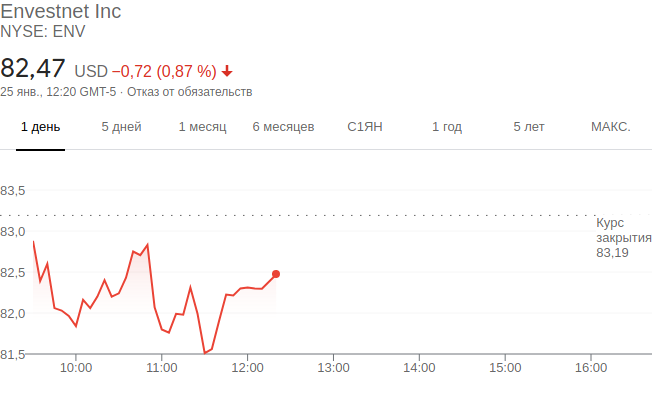 Envestnet Inc
NYSE: ENV
82,47 USD −0,72 (0,87 %)
25 янв., 12:20 GMT-5 · Отказ от обязательств
1 день 5 дней 1 месяц 6 месяцев С1ЯН 1 год 5 лет МАКС.
83,5
83,0
82,5
82,0
81,5
Курс
закрытия
83,19
10:00 11:00 12:00 13:00 14:00 15:00 16:00